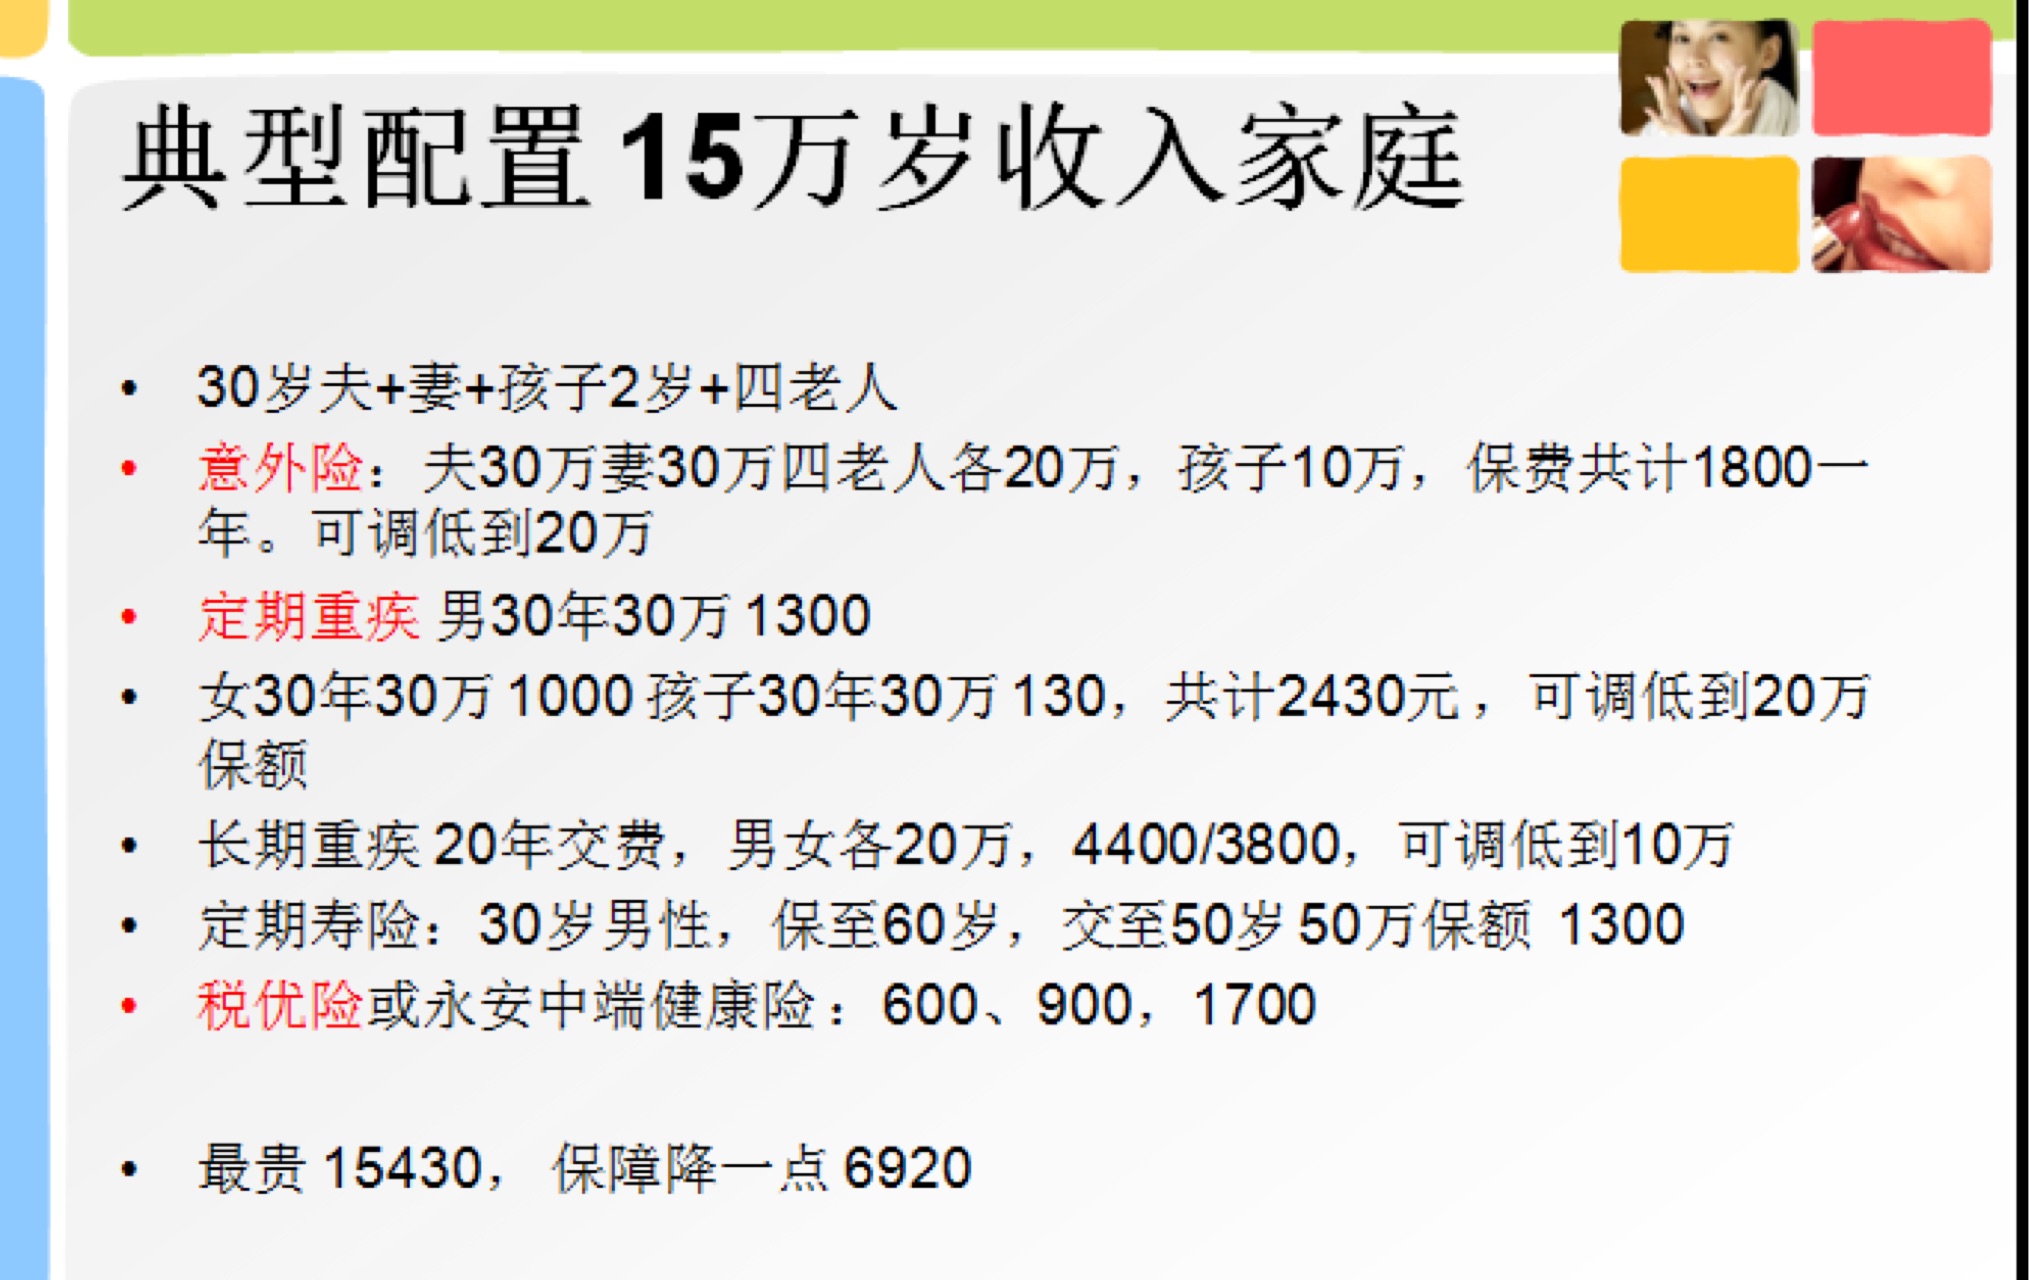 典型配置 15万岁收入家庭
• 30岁夫+妻+孩子2岁+四老人
• 意外险：夫30万妻30万四老人各20万，孩子10万，保费共计1800一
年。可调低到20万
• 定期重疾 男30年30万 1300
• 女30年30万 1000 孩子30年30万 130，共计2430元，可调低到20万
保额
• 长期重疾 20年交费，男女各20万，4400/3800，可调低到10万
• 定期寿险：30岁男性，保至60岁，交至50岁 50万保额 1300
• 税优险或永安中端健康险：600、900，1700
• 最贵 15430， 保障降一点 6920